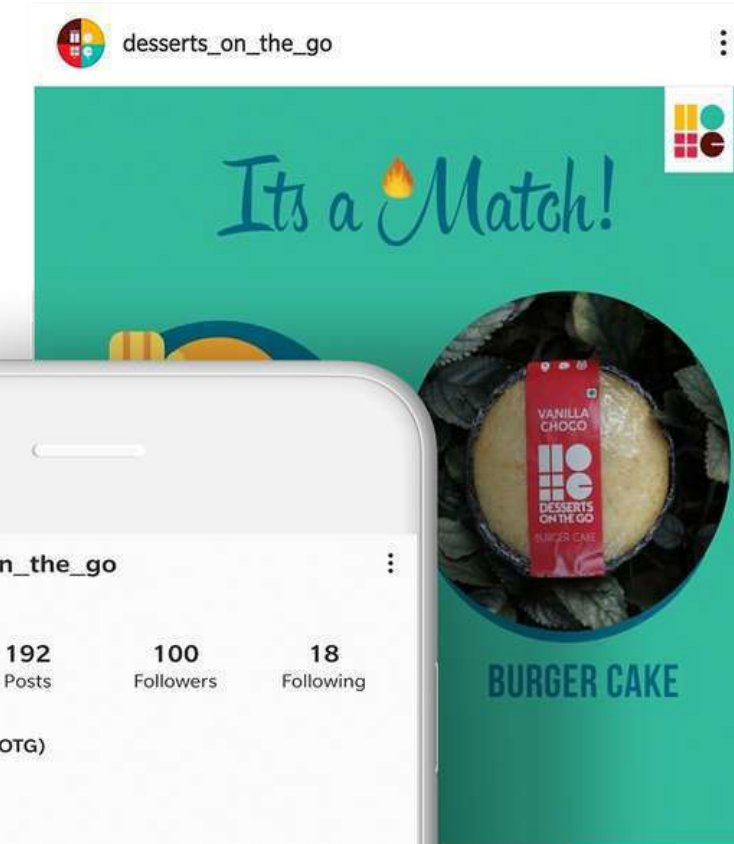 desserts_on_the_go
Its a Match!
VANILLA
CHOCO
DESSERTS
ON THE GO
BURGER CAKE
BURGER CAKE
n_the_go
192
100
18
Posts
Followers
Following
OTG)